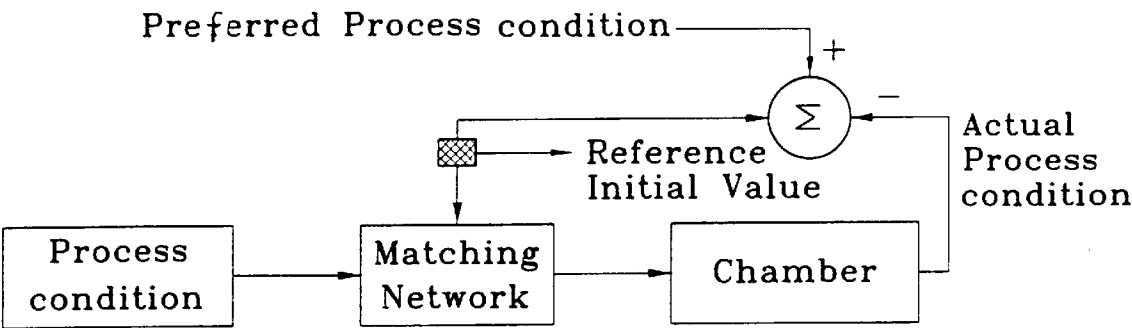 Preferred Process condition
+
Σ
−
Actual
Process
condition
Reference
Initial Value
Process
condition
Matching
Network
Chamber